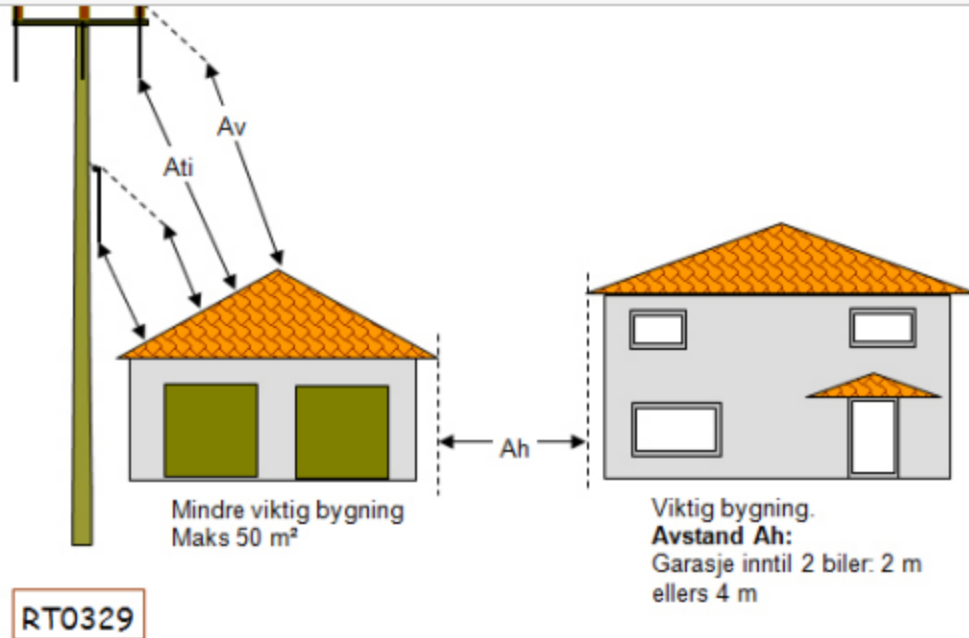 Av
Ati
Ah
Mindre viktig bygning
Maks 50 m²
Viktig bygning.
Avstand Ah:
Garasje inntil 2 biler: 2 m
ellers 4 m
RT0329